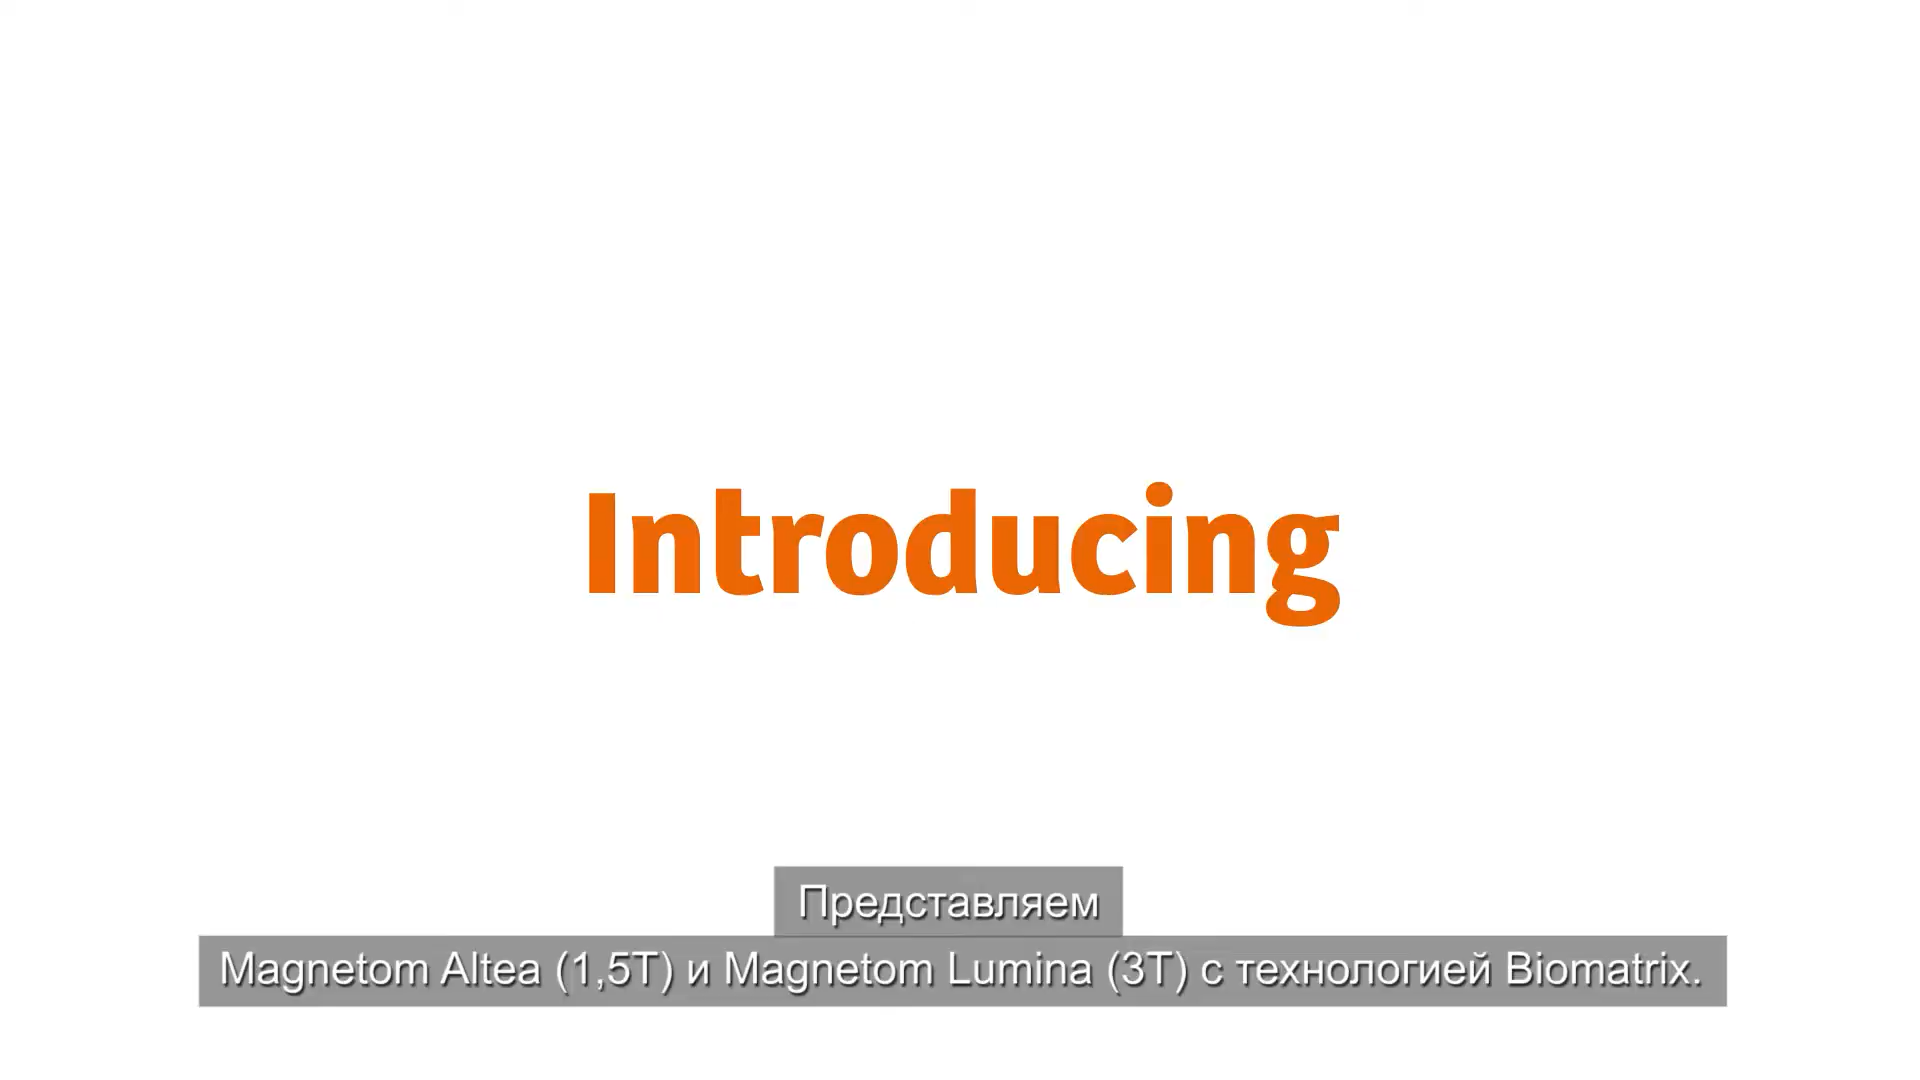 Introducing
Представляем
Magnetom Altea (1,5T) и Magnetom Lumina (3T) с технологией Biomatrix.